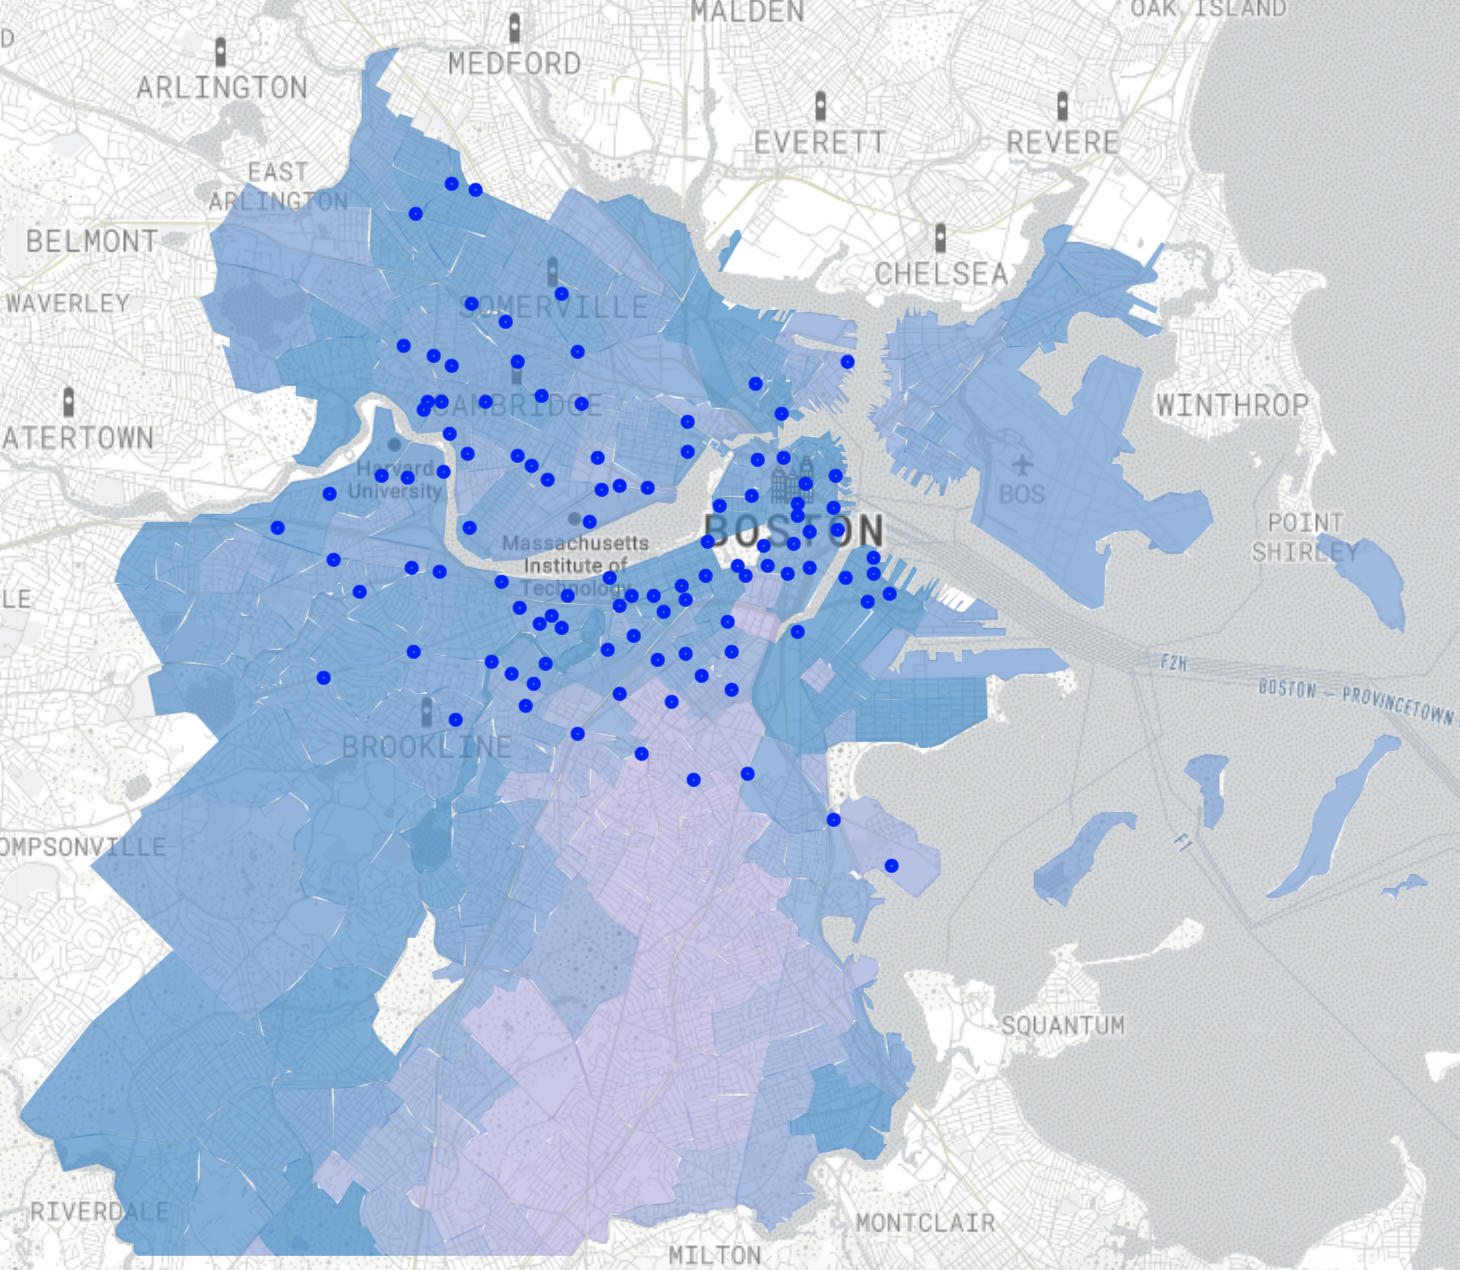 MALDEN
OAK ISLAND
D
MEDFORD
ARLINGTON
EVERETT
REVERE
EAST
ARLINGTON
BELMONT
CHELSEA
WAVERLEY
SOMERVILLE
CAMBRIDGE
WINTHROP
ATERTOWN
Harvard
University
BOS
BOSTON
POINT
SHIRLEY
Massachusetts
Institute of
Technology
LE
F2H
BOSTON – PROVINCETOWN
BROOKLINE
OMPSONVILLE
F1
SQUANTUM
RIVERDALE
MONTCLAIR
MILTON